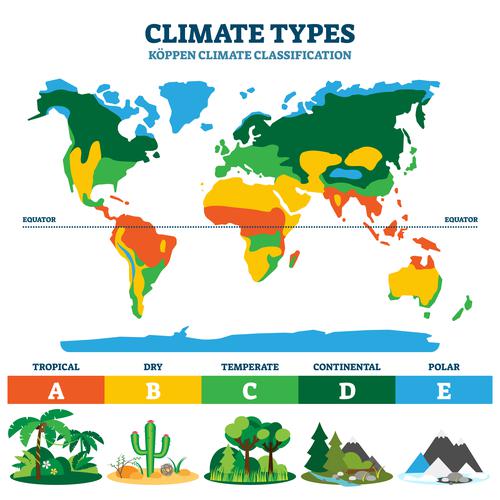 CLIMATE TYPES
KÖPPEN CLIMATE CLASSIFICATION
EQUATOR EQUATOR
TROPICAL DRY TEMPERATE CONTINENTAL POLAR
A B C D E